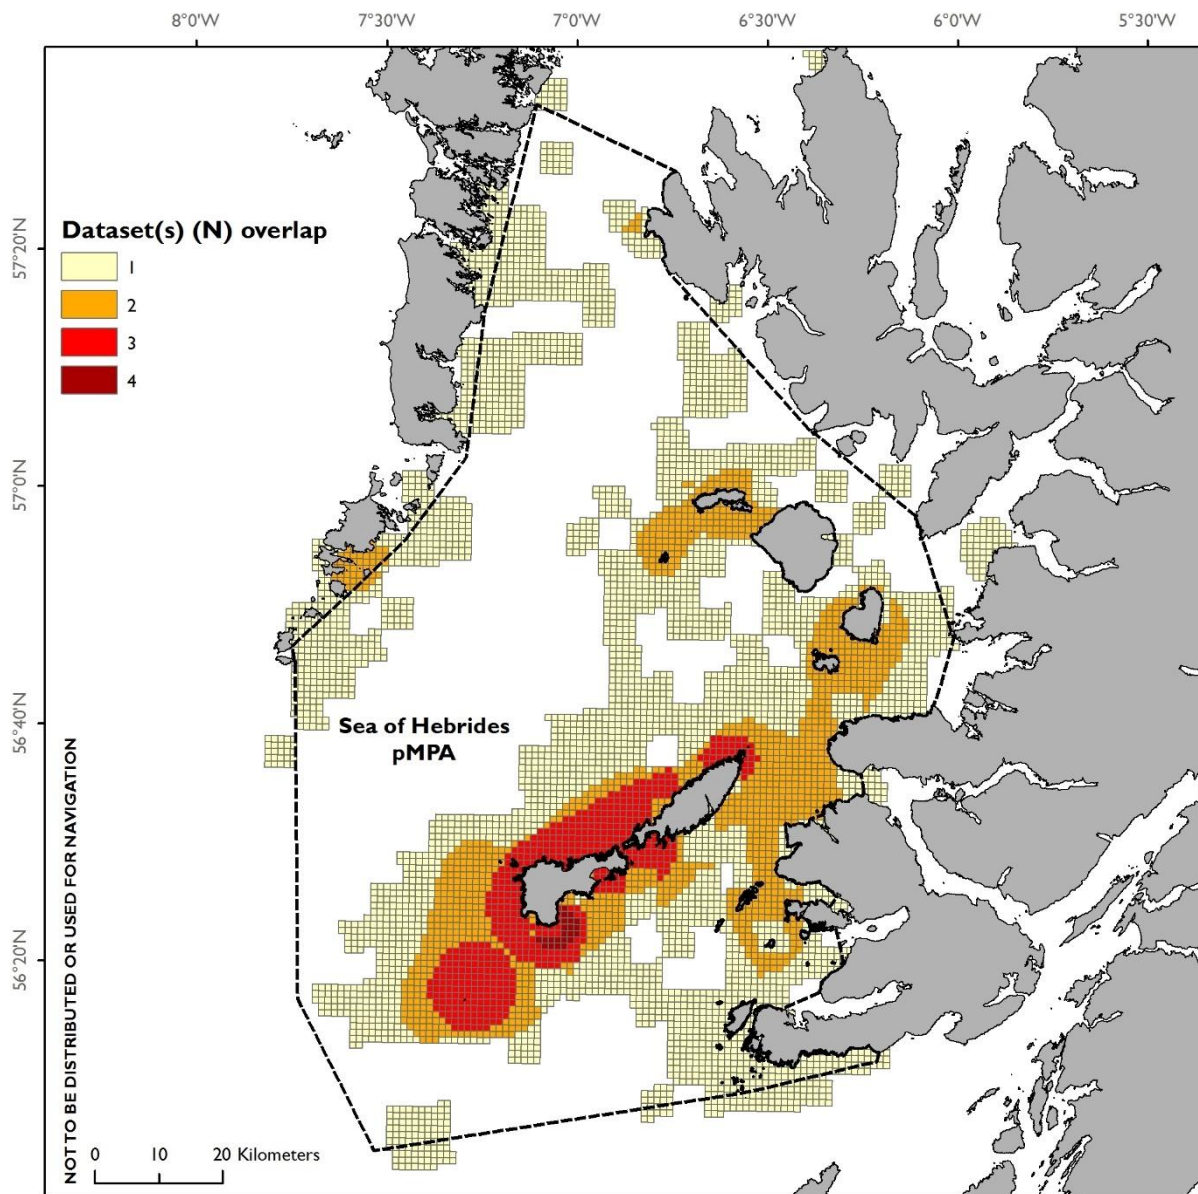 8°0'W 7°30'W 7°0'W 6°30'W 6°0'W 5°30'W
57°20'N
Dataset(s) (N) overlap
1
2
3
4
57°0'N
56°40'N
Sea of Hebrides
pMPA
56°20'N
NOT TO BE DISTRIBUTED OR USED FOR NAVIGATION
0 10 20 Kilometers